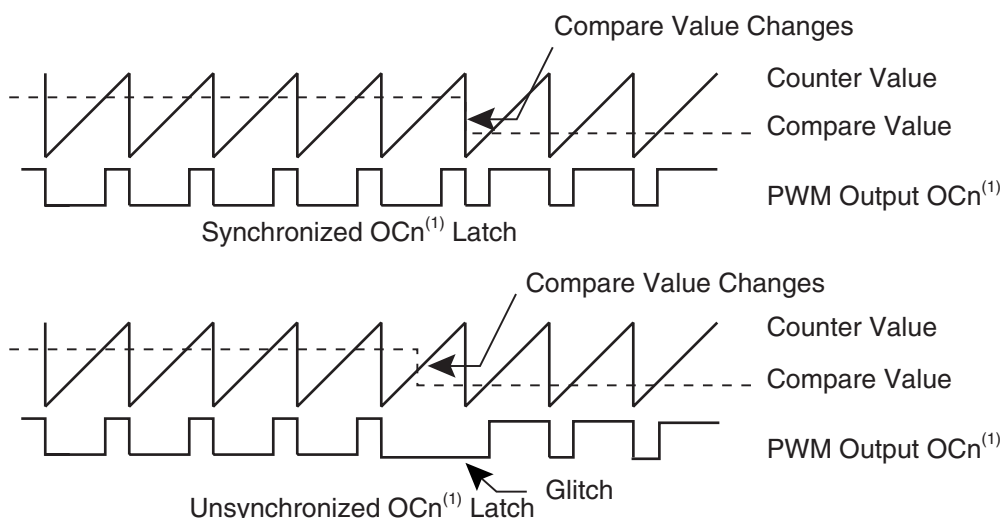 Compare Value Changes
Counter Value
Compare Value
PWM Output OCn(1)
Synchronized OCn(1) Latch
Compare Value Changes
Counter Value
Compare Value
PWM Output OCn(1)
Glitch
Unsynchronized OCn(1) Latch